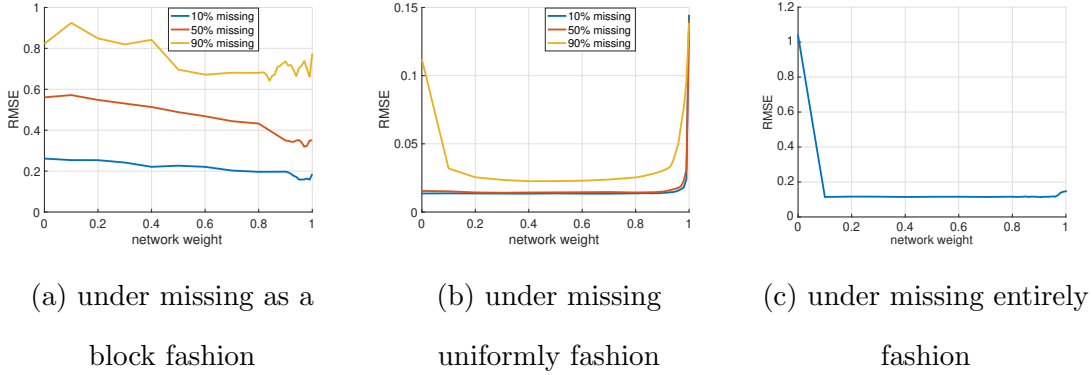 1
0.8
0.6
0.4
0.2
0
RMSE
10% missing
50% missing
90% missing
0 0.2 0.4 0.6 0.8 1
network weight
0.15
0.1
0.05
0
RMSE
10% missing
50% missing
90% missing
0 0.2 0.4 0.6 0.8 1
network weight
1.2
1
0.8
0.6
0.4
0.2
0
RMSE
0 0.2 0.4 0.6 0.8 1
network weight
(a) under missing as a
block fashion
(b) under missing
uniformly fashion
(c) under missing entirely
fashion